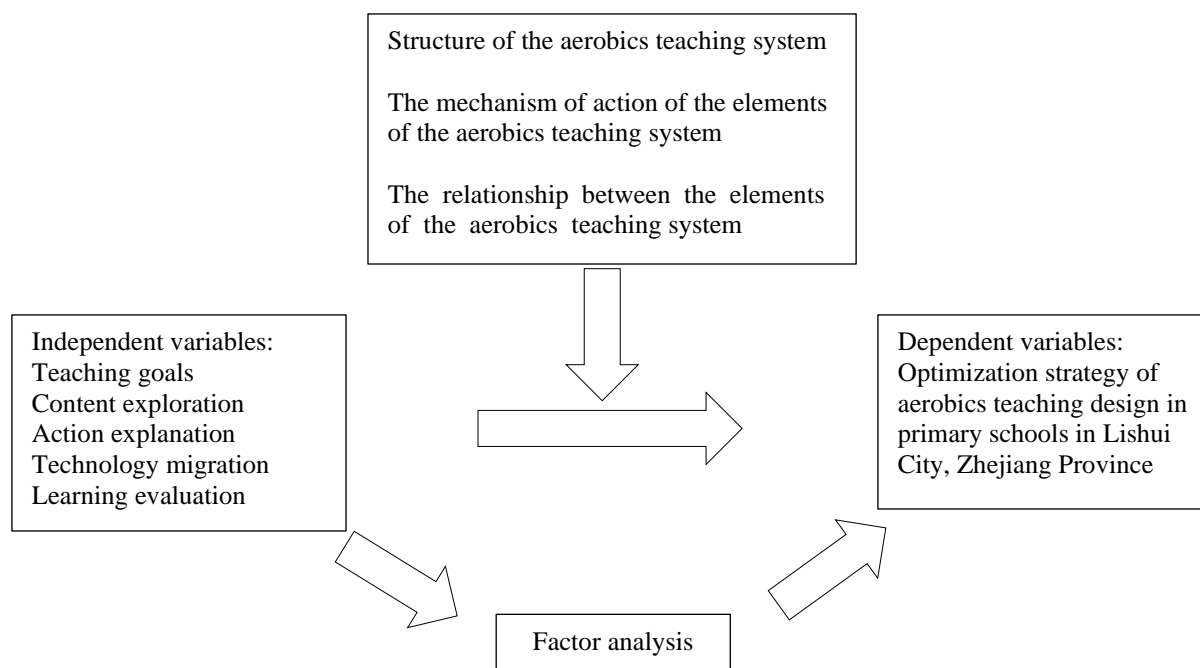 Structure of the aerobics teaching system
The mechanism of action of the elements
of the aerobics teaching system
The relationship between the elements
of the aerobics teaching system
Independent variables:
Teaching goals
Content exploration
Action explanation
Technology migration
Learning evaluation
Dependent variables:
Optimization strategy of
aerobics teaching design in
primary schools in Lishui
City, Zhejiang Province
Factor analysis